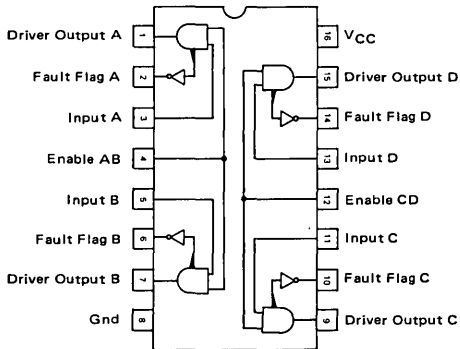 Driver Output A 1
Fault Flag A 2
Input A 3
Enable AB 4
Input B 5
Fault Flag B 6
Driver Output B 7
Gnd 8
16 VCC
15 Driver Output D
14 Fault Flag D
13 Input D
12 Enable CD
11 Input C
10 Fault Flag C
9 Driver Output C